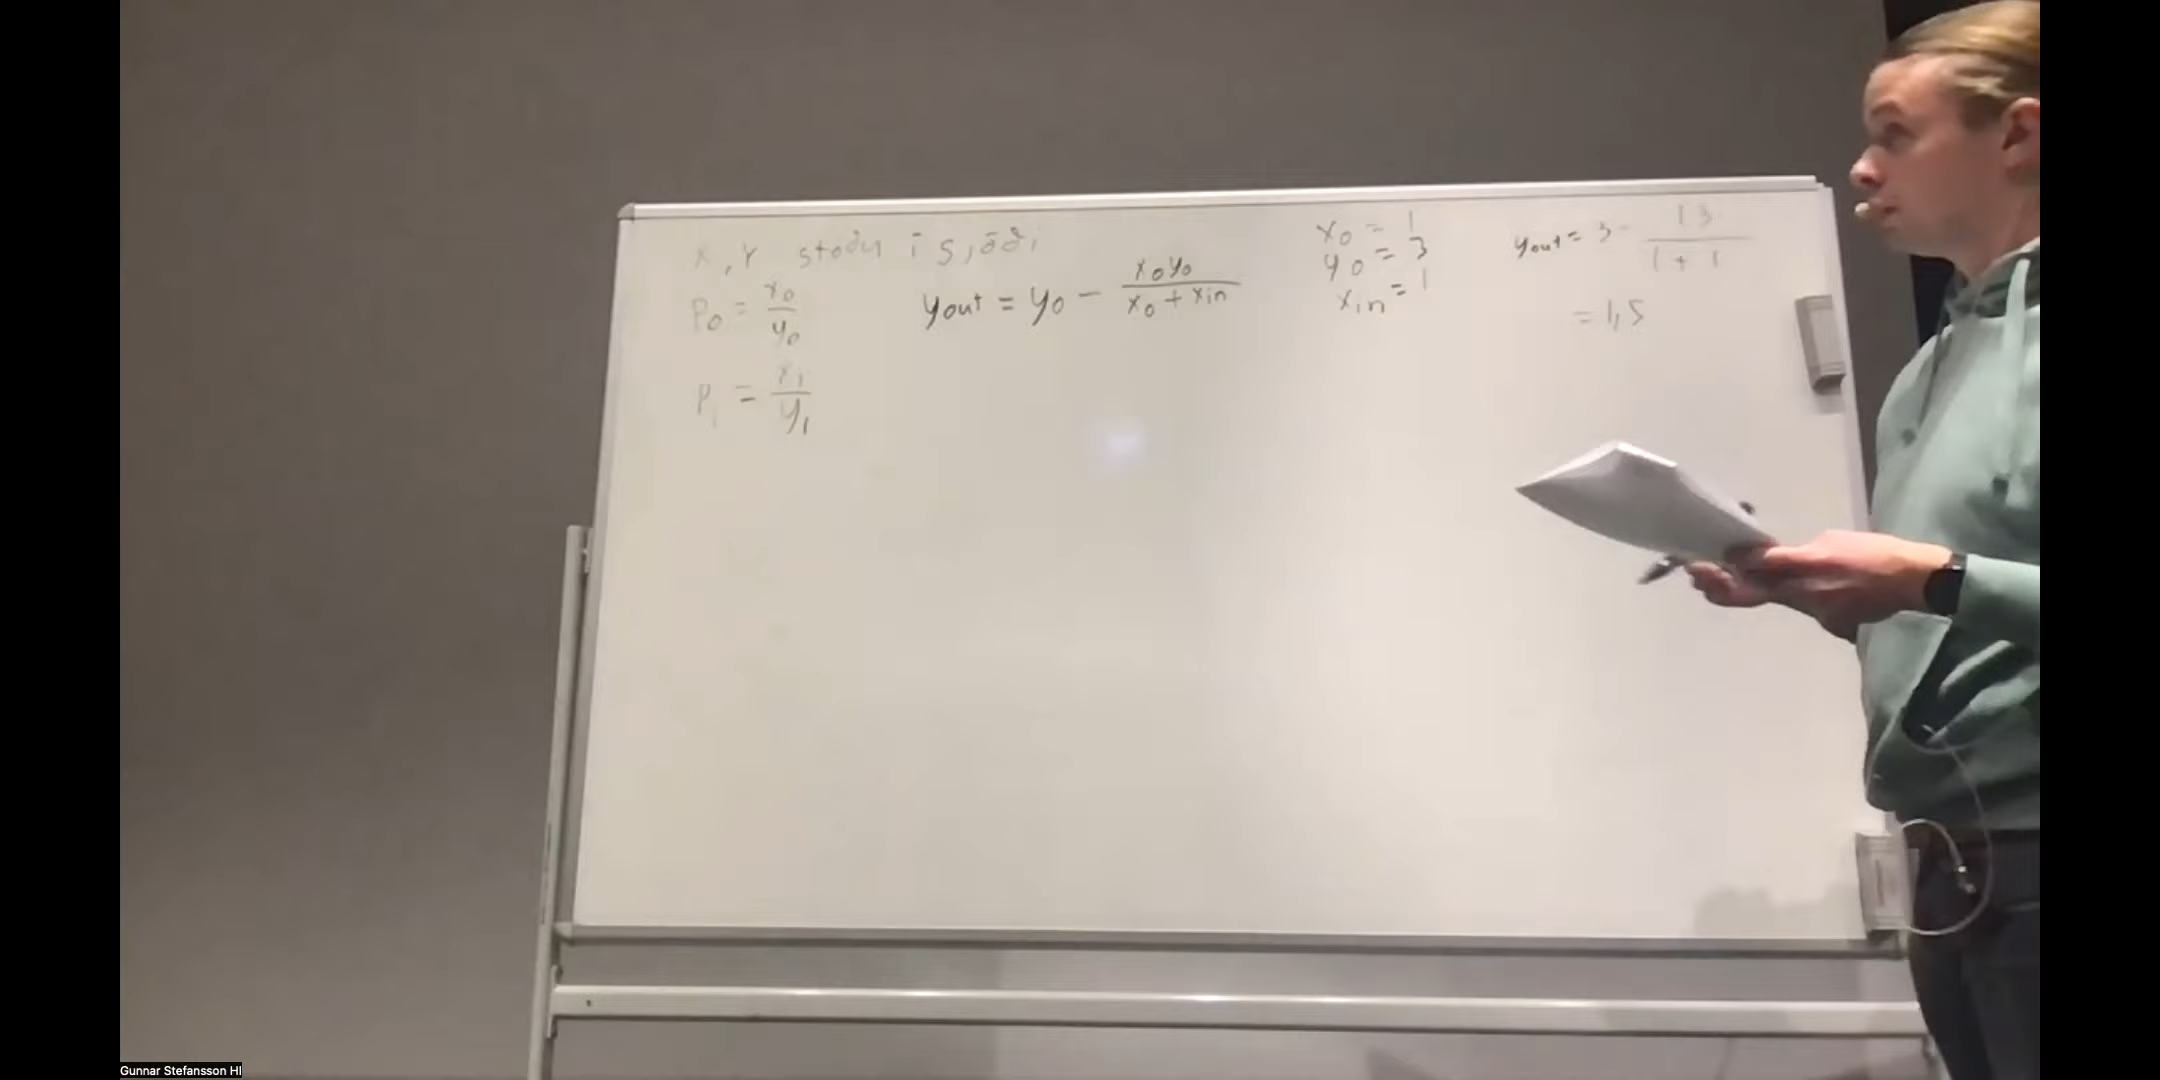 X, Y stöður í sjóði
P₀ = x₀/y₀
P₁ = x₁/y₁
yout = y₀ - x₀y₀/(x₀ + xin)
x₀ = 1
y₀ = 3
xin = 1
yout = 3 - 1 3/(1 + 1)
= 1,5
Gunnar Stefansson HI